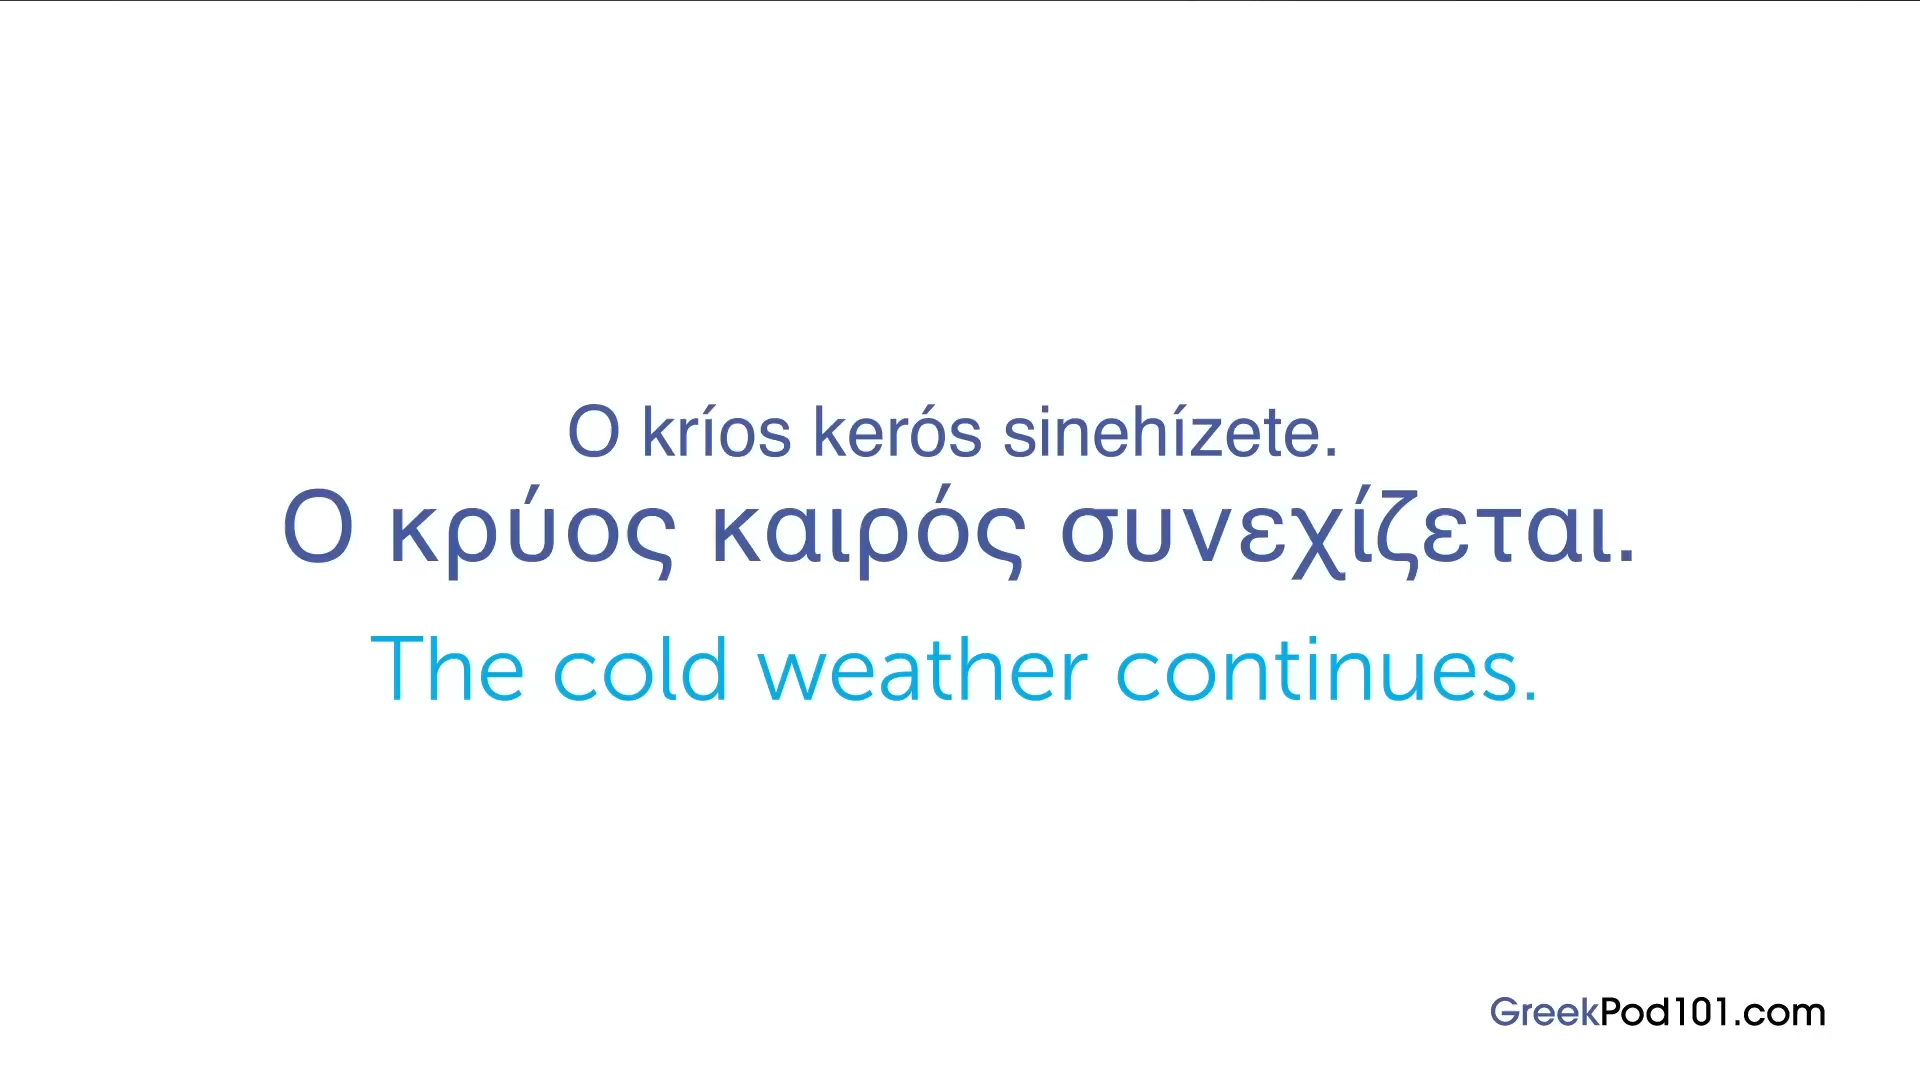 O kríos kerós sinehízete.
Ο κρύος καιρός συνεχίζεται.
The cold weather continues.
GreekPod101.com